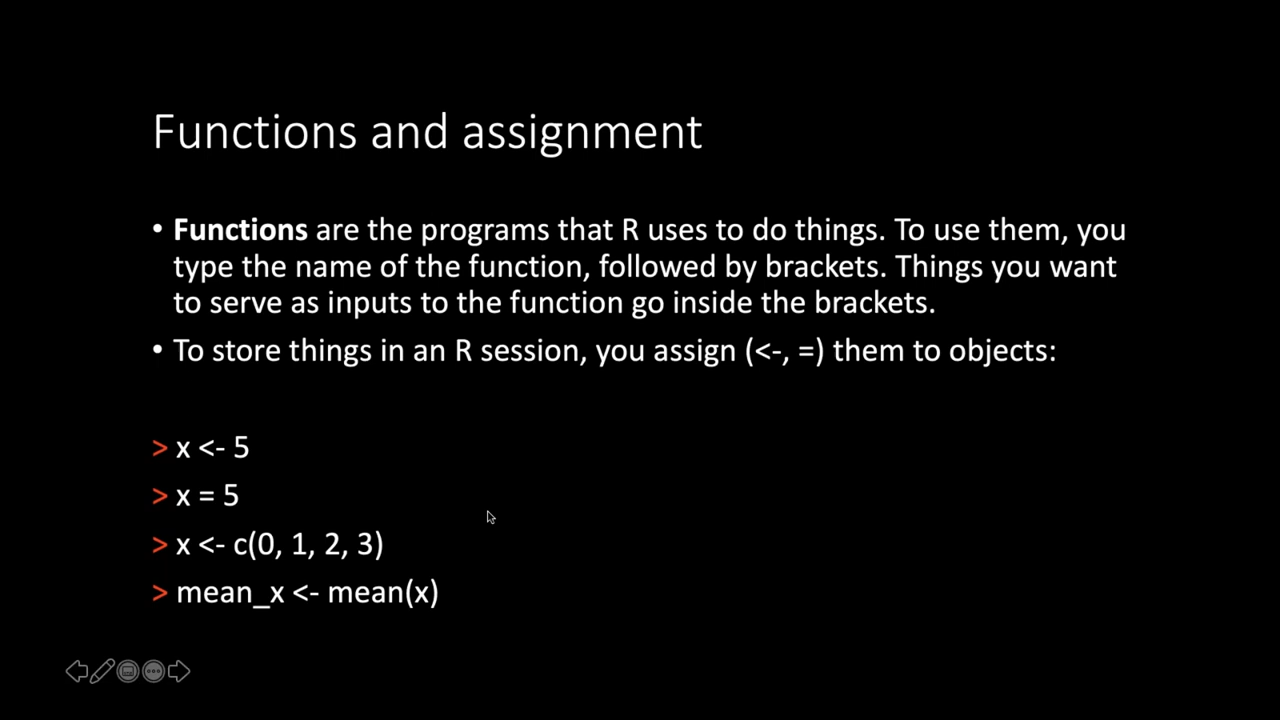 Functions and assignment
• Functions are the programs that R uses to do things. To use them, you
type the name of the function, followed by brackets. Things you want
to serve as inputs to the function go inside the brackets.
• To store things in an R session, you assign (<-, =) them to objects:
> x <- 5
> x = 5
> x <- c(0, 1, 2, 3)
> mean_x <- mean(x)